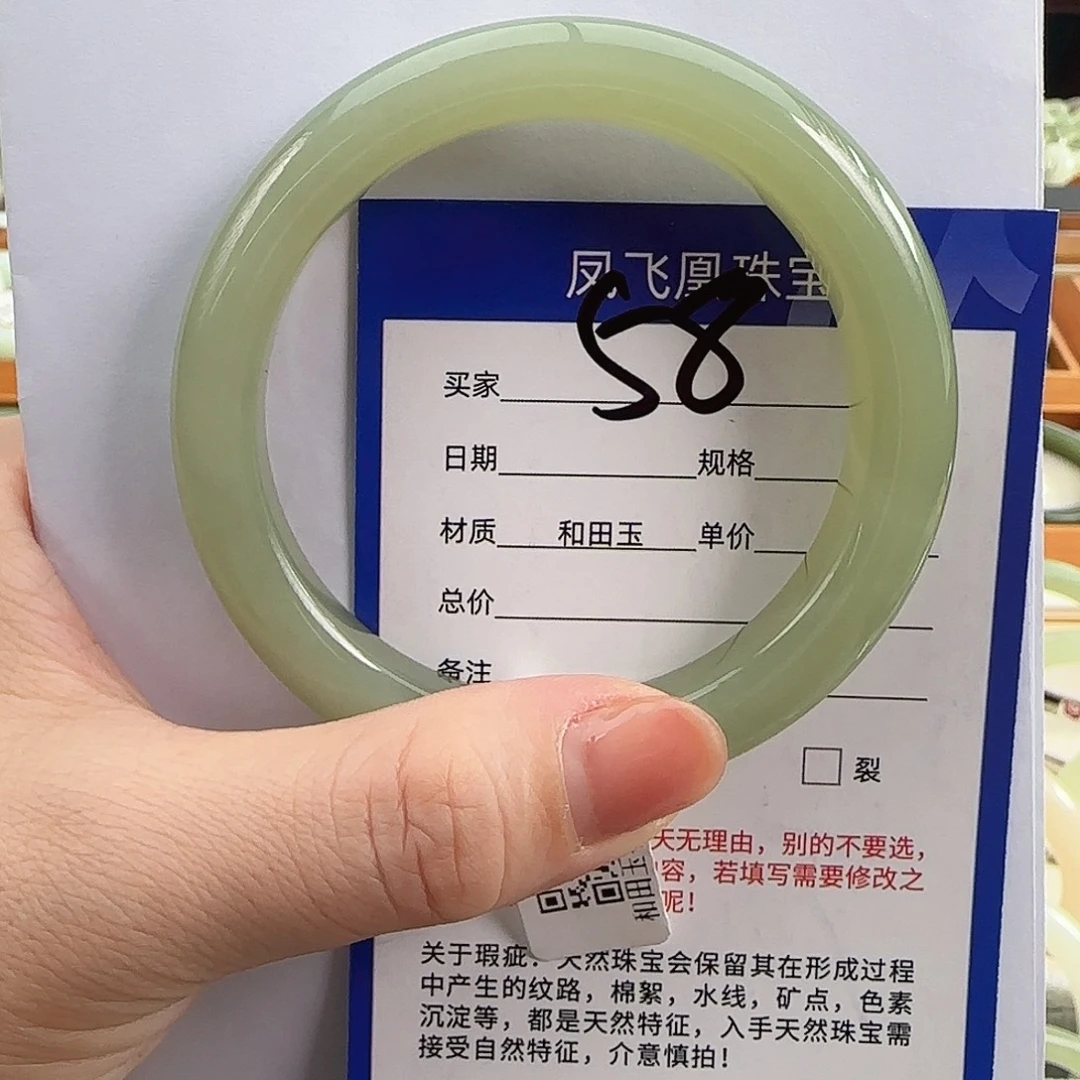 凤飞凰珠宝
58
买家
日期 规格
材质 和田玉 单价
总价
备注
裂
天无理由，别的不要选，
容，若填写需要修改之
呢！
和田玉
关于瑕疵：天然珠宝会保留其在形成过程
中产生的纹路，棉絮，水线，矿点，色素
沉淀等，都是天然特征，入手天然珠宝需
接受自然特征，介意慎拍！